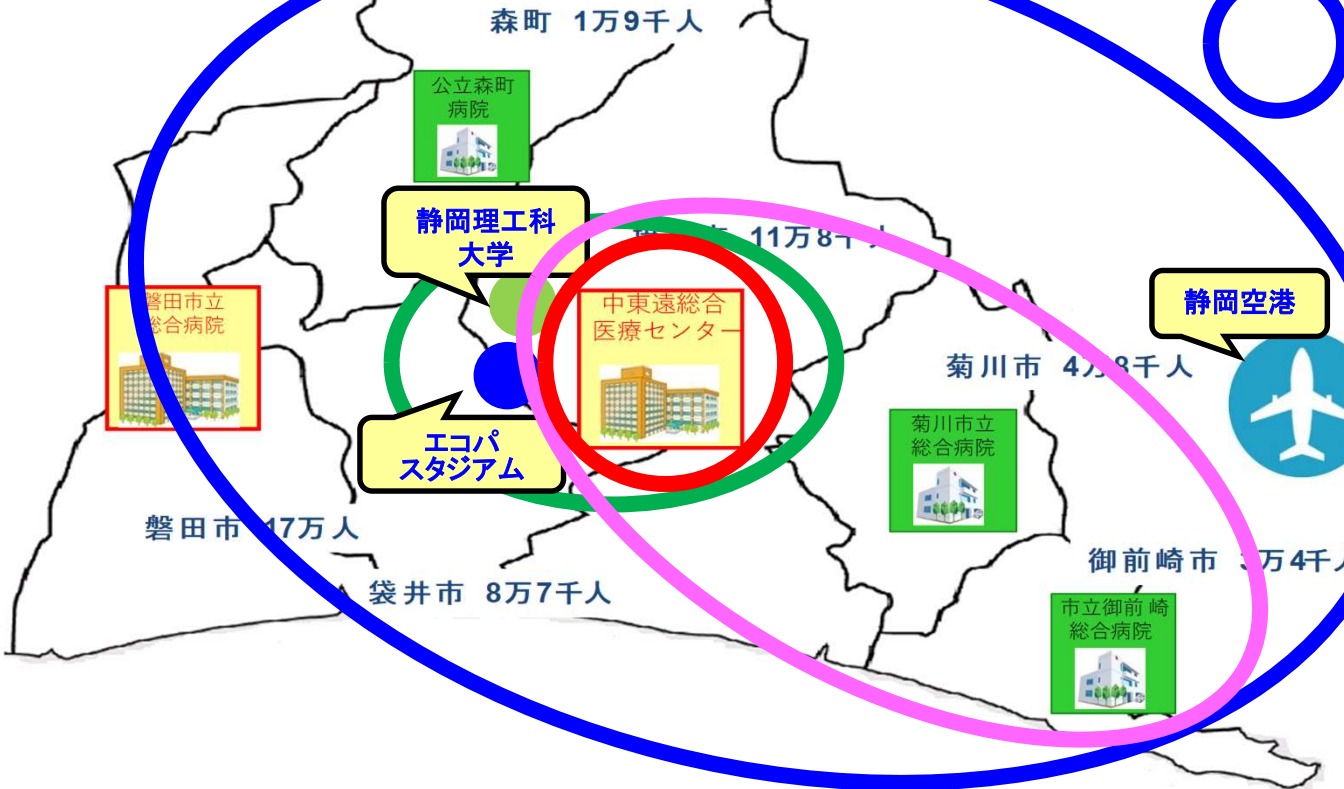 森町 1万9千人
公立森町
病院
静岡理工科
大学
11万8千人
磐田市立
総合病院
中東遠総合
医療センター
静岡空港
菊川市 4万8千人
菊川市立
総合病院
エコパ
スタジアム
磐田市 17万人
御前崎市 3万4千人
袋井市 8万7千人
市立御前崎
総合病院